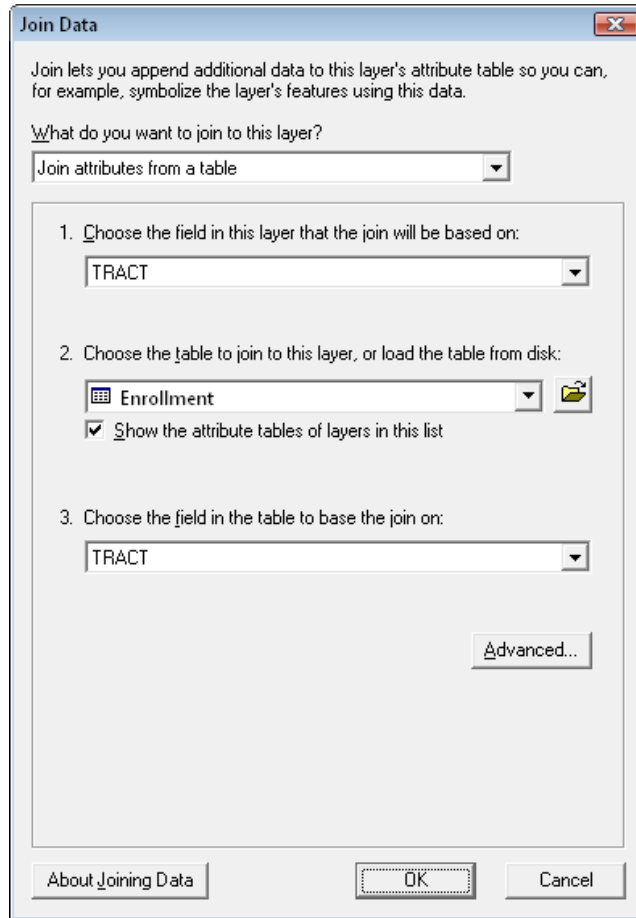 Join Data
Join lets you append additional data to this layer's attribute table so you can,
for example, symbolize the layer's features using this data.
What do you want to join to this layer?
Join attributes from a table
1. Choose the field in this layer that the join will be based on:
TRACT
2. Choose the table to join to this layer, or load the table from disk:
Enrollment
Show the attribute tables of layers in this list
3. Choose the field in the table to base the join on:
TRACT
Advanced...
About Joining Data OK Cancel